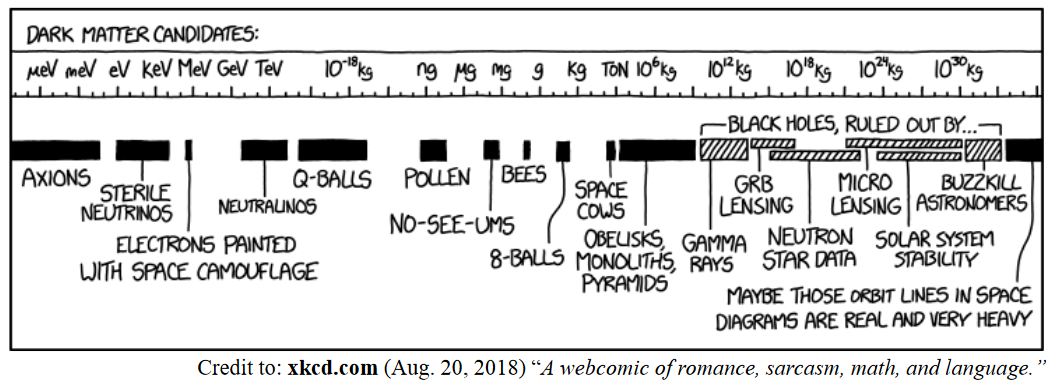 DARK MATTER CANDIDATES:
µeV meV eV KeV MeV GeV TeV 10⁻¹⁸kg ng µg mg g kg TON 10⁶kg 10¹²kg 10¹⁸kg 10²⁴kg 10⁻³⁰kg
BLACK HOLES, RULED OUT BY...
AXIONS
STERILE
NEUTRINOS
ELECTRONS PAINTED
WITH SPACE CAMOUFLAGE
NEUTRALINOS
Q-BALLS
POLLEN
NO-SEE-UMS
BEES
8-BALLS
SPACE
COWS
OBELISKS,
MONOLITHS,
PYRAMIDS
GAMMA
RAYS
GRB
LENSING
NEUTRON
STAR DATA
MICRO
LENSING
SOLAR SYSTEM
STABILITY
BUZZKILL
ASTRONOMERS
MAYBE THOSE ORBIT LINES IN SPACE
DIAGRAMS ARE REAL AND VERY HEAVY
Credit to: xkcd.com (Aug. 20, 2018) “A webcomic of romance, sarcasm, math, and language.”